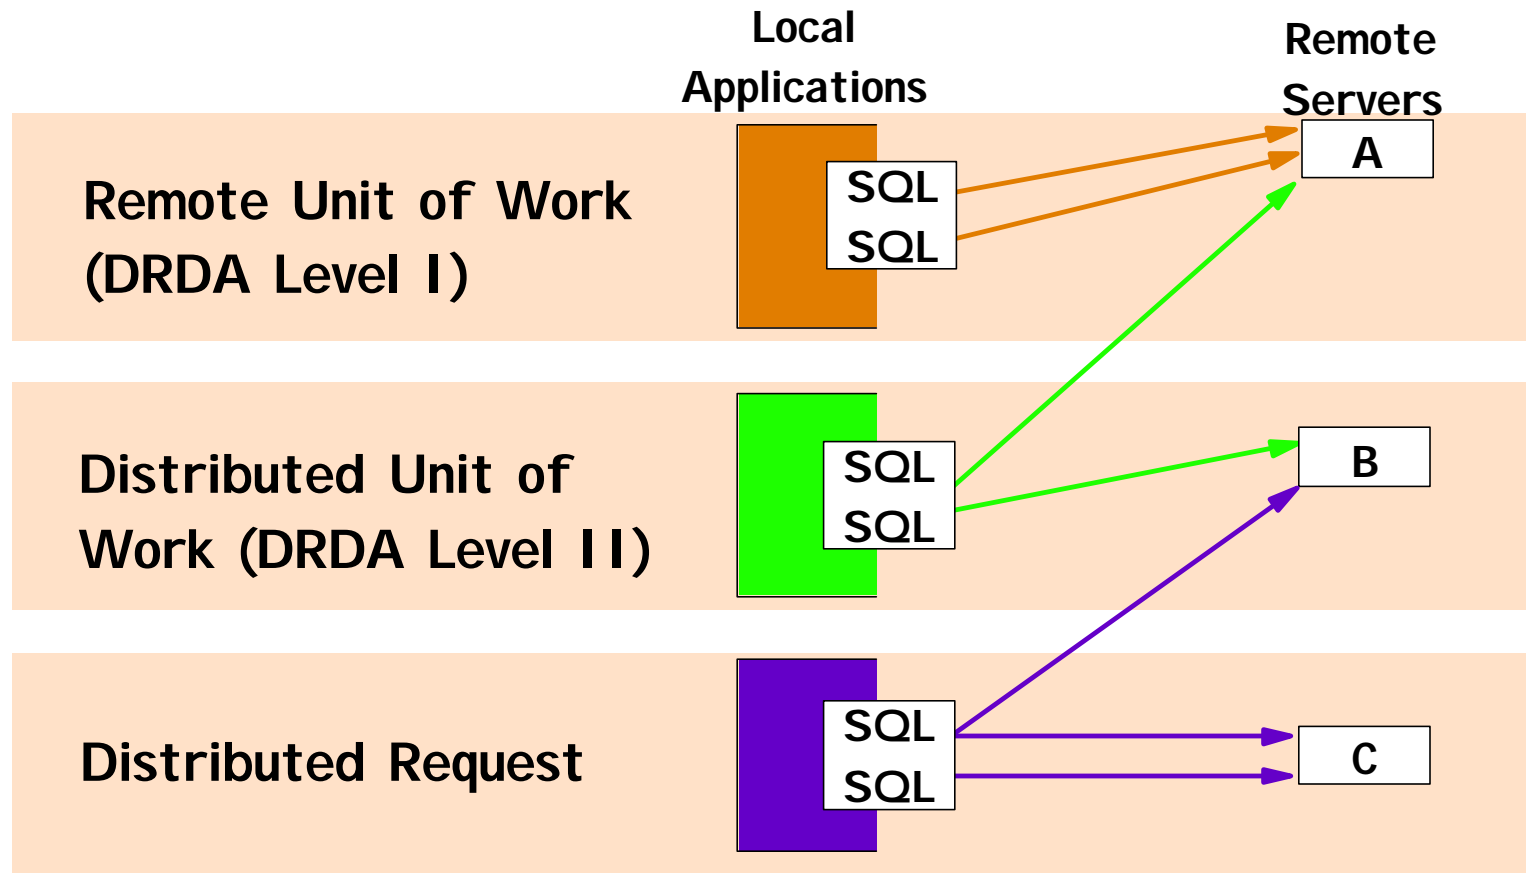 Local
Applications
Remote
Servers
Remote Unit of Work
(DRDA Level I)
SQL
SQL
A
Distributed Unit of
Work (DRDA Level II)
SQL
SQL
B
Distributed Request
SQL
SQL
C